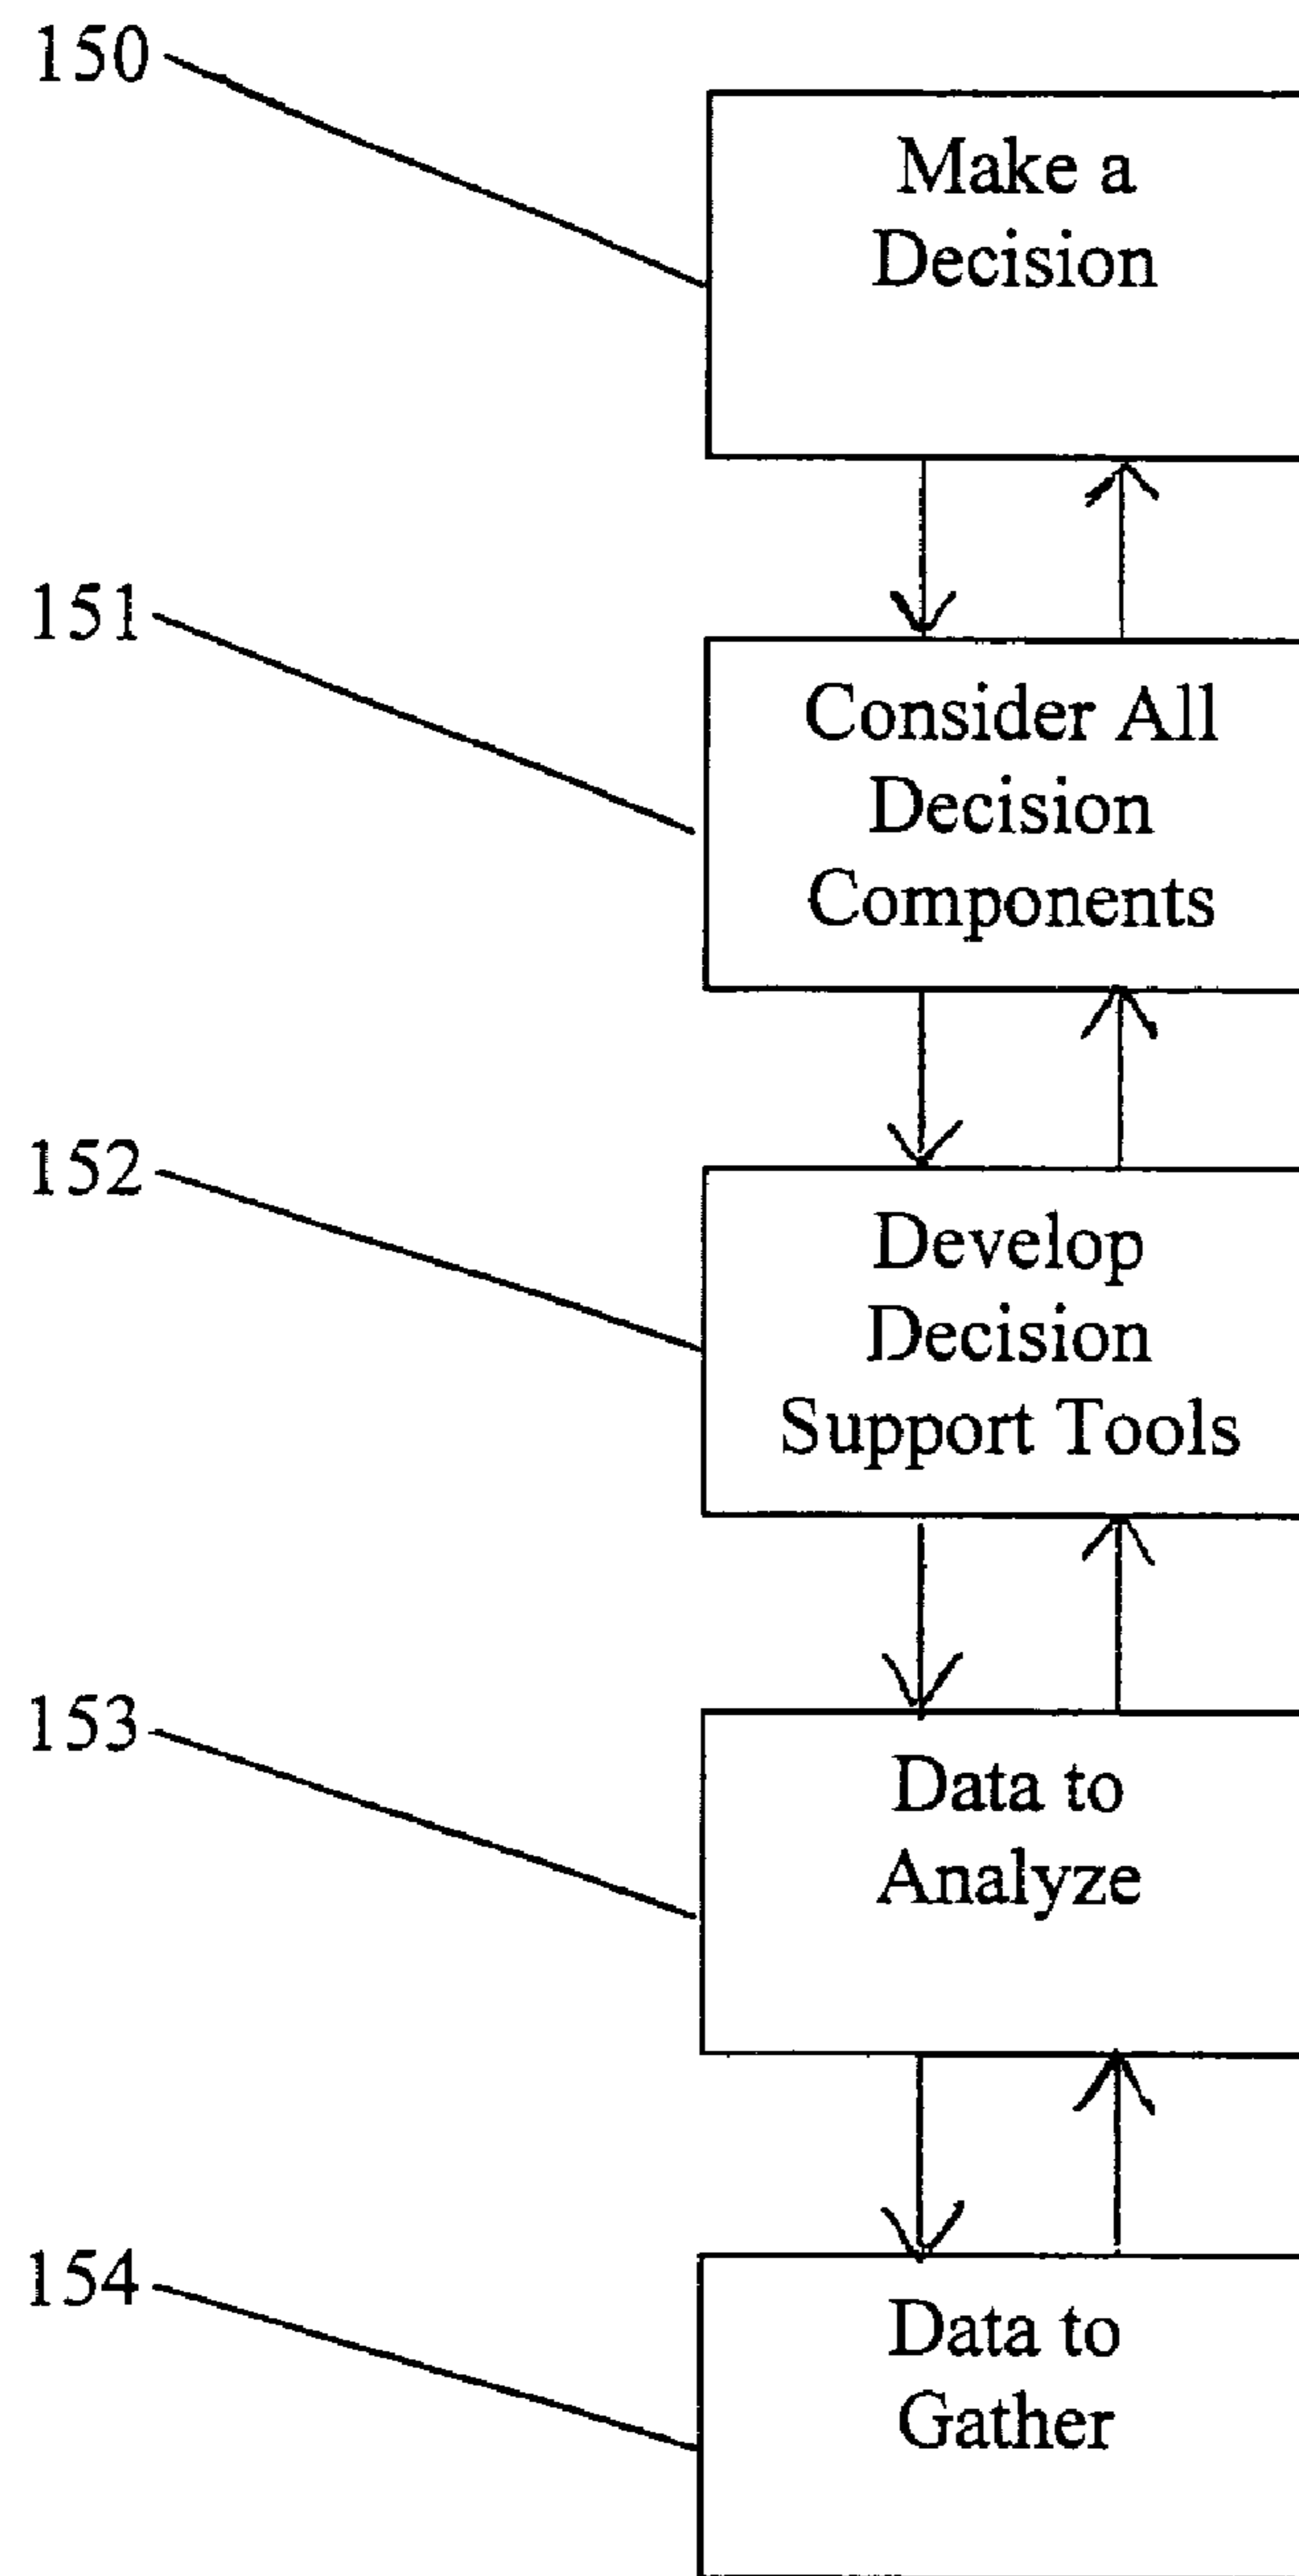 150
Make a
Decision
151
Consider All
Decision
Components
152
Develop
Decision
Support Tools
153
Data to
Analyze
154
Data to
Gather